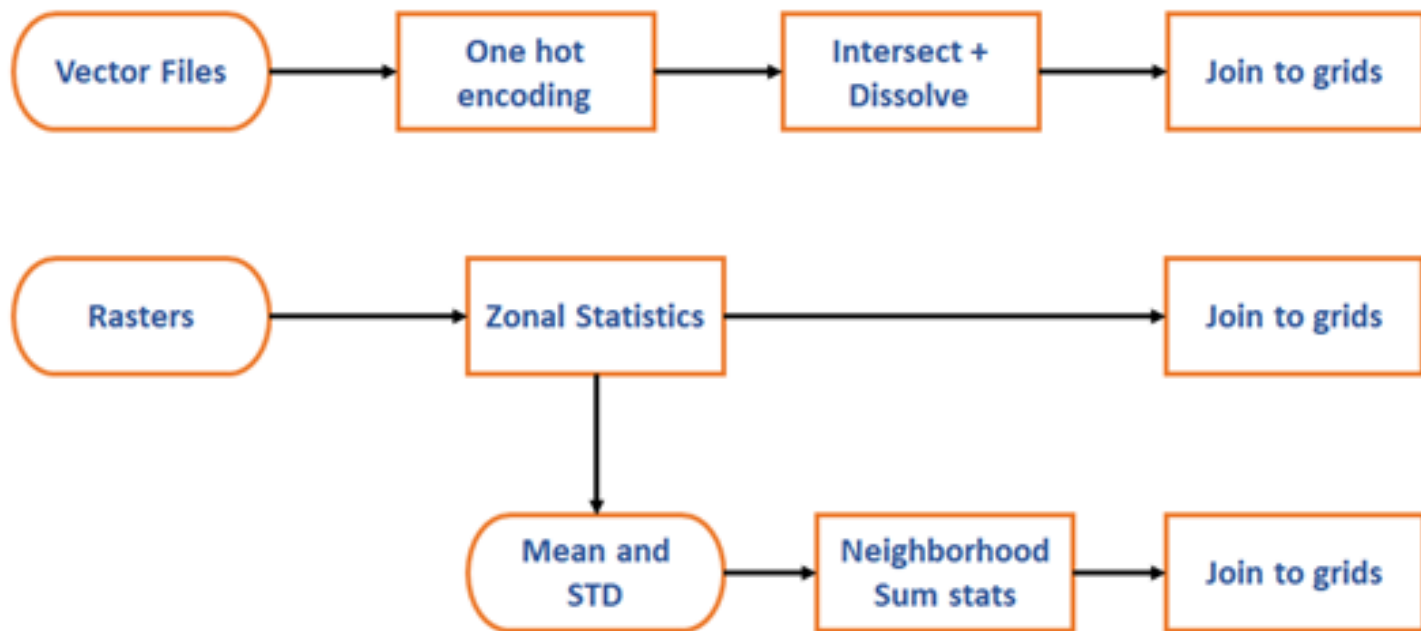 Vector Files
One hot
encoding
Intersect +
Dissolve
Join to grids
Rasters
Zonal Statistics
Join to grids
Mean and
STD
Neighborhood
Sum stats
Join to grids